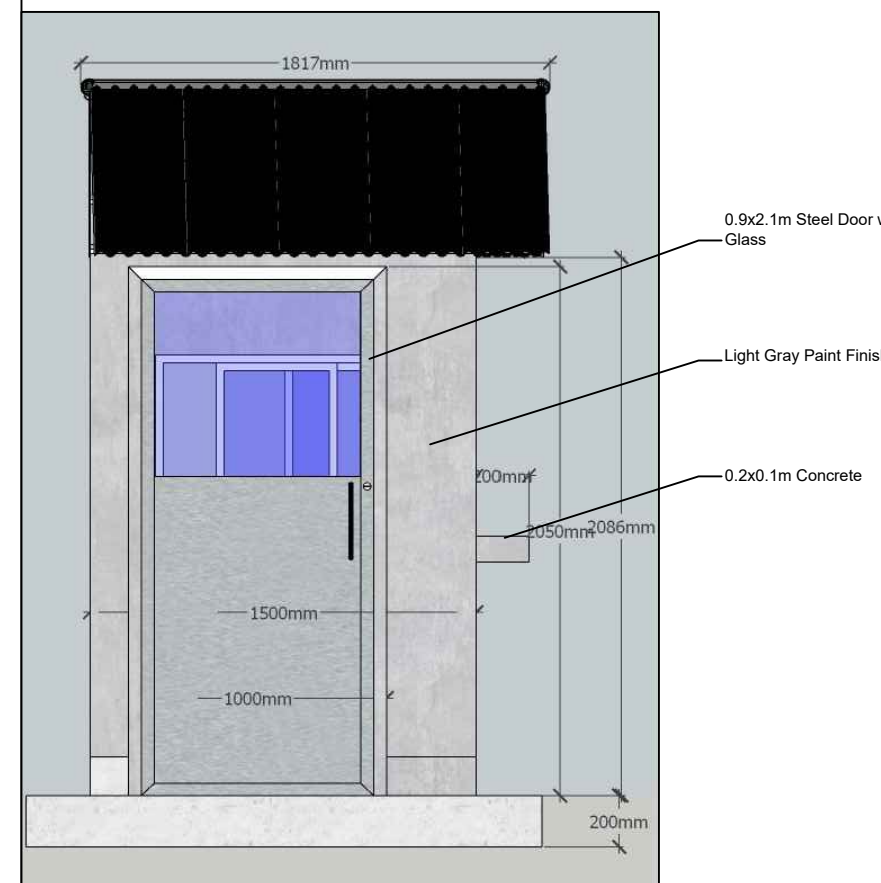 1817mm
0.9x2.1m Steel Door
Glass
Light Gray Paint
200mm
0.2x0.1m Concrete
2050mm
2086mm
1500mm
1000mm
200mm